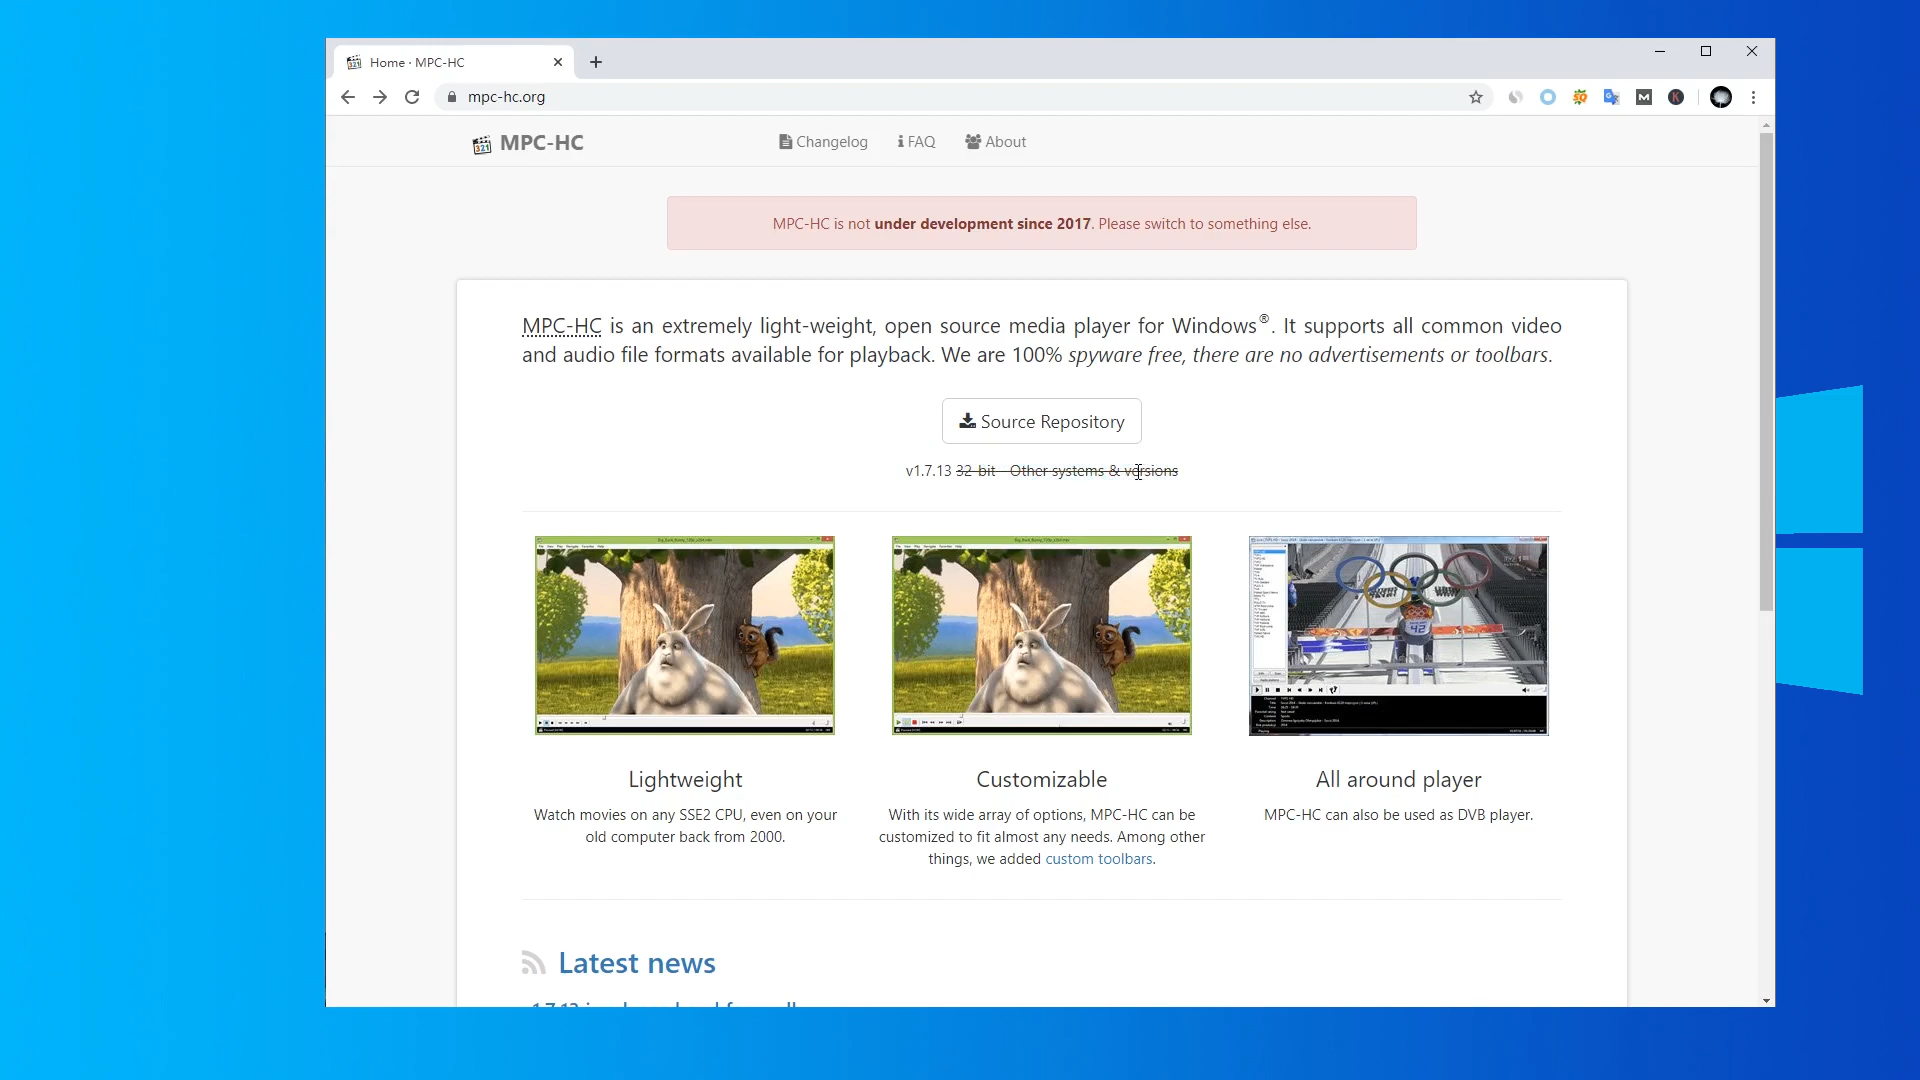 Home · MPC-HC
mpc-hc.org
MPC-HC
Changelog
FAQ
About
MPC-HC is not under development since 2017. Please switch to something else.
MPC-HC is an extremely light-weight, open source media player for Windows®. It supports all common video
and audio file formats available for playback. We are 100% spyware free, there are no advertisements or toolbars.
Source Repository
v1.7.13 32-bit - Other systems & versions
Lightweight
Customizable
All around player
Watch movies on any SSE2 CPU, even on your
old computer back from 2000.
With its wide array of options, MPC-HC can be
customized to fit almost any needs. Among other
things, we added custom toolbars.
MPC-HC can also be used as DVB player.
Latest news